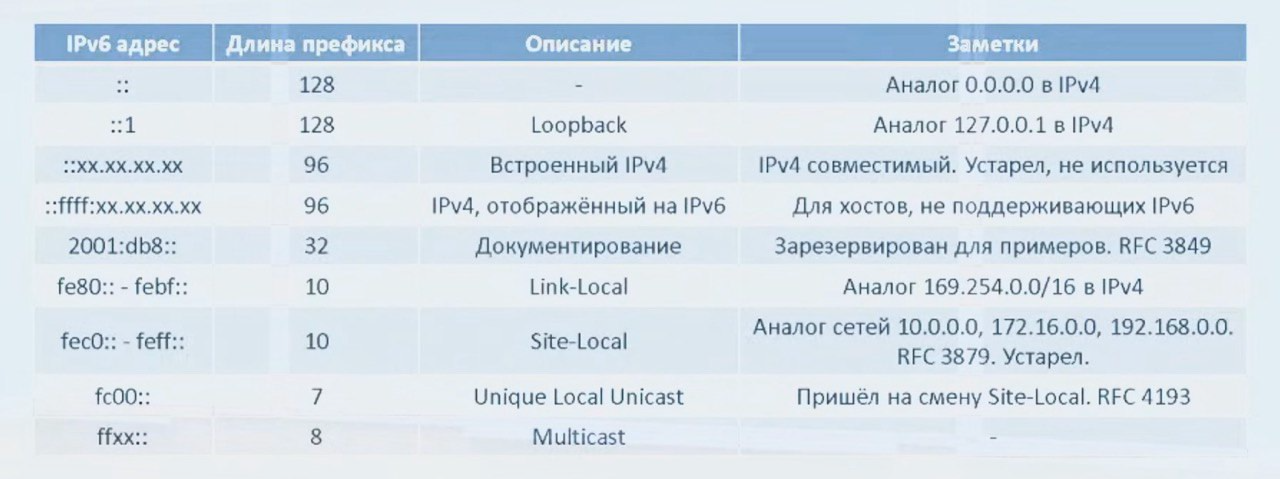 IPv6 адрес Длина префикса Описание Заметки
:: 128 - Аналог 0.0.0.0 в IPv4
::1 128 Loopback Аналог 127.0.0.1 в IPv4
::xx.xx.xx.xx 96 Встроенный IPv4 IPv4 совместимый. Устарел, не используется
::ffff:xx.xx.xx.xx 96 IPv4, отображённый на IPv6 Для хостов, не поддерживающих IPv6
2001:db8:: 32 Документирование Зарезервирован для примеров. RFC 3849
fe80:: - febf:: 10 Link-Local Аналог 169.254.0.0/16 в IPv4
fec0:: - feff:: 10 Site-Local Аналог сетей 10.0.0.0, 172.16.0.0, 192.168.0.0.
RFC 3879. Устарел.
fc00:: 7 Unique Local Unicast Пришёл на смену Site-Local. RFC 4193
ffxx:: 8 Multicast -